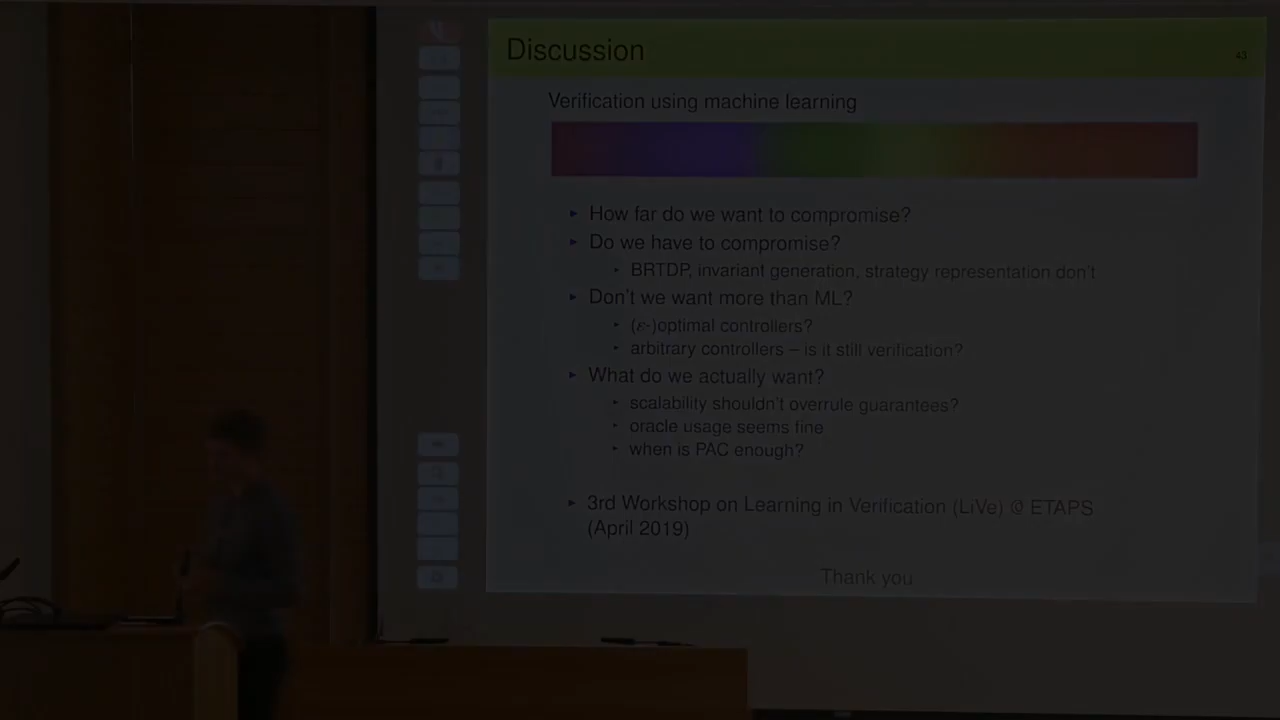 Discussion
43
Verification using machine learning
▸ How far do we want to compromise?
▸ Do we have to compromise?
▸ BRTDP, invariant generation, strategy representation don't
▸ Don't we want more than ML?
▸ (ε-)optimal controllers?
▸ arbitrary controllers – is it still verification?
▸ What do we actually want?
▸ scalability shouldn't overrule guarantees?
▸ oracle usage seems fine
▸ when is PAC enough?
▸ 3rd Workshop on Learning in Verification (LiVe) @ ETAPS
(April 2019)
Thank you